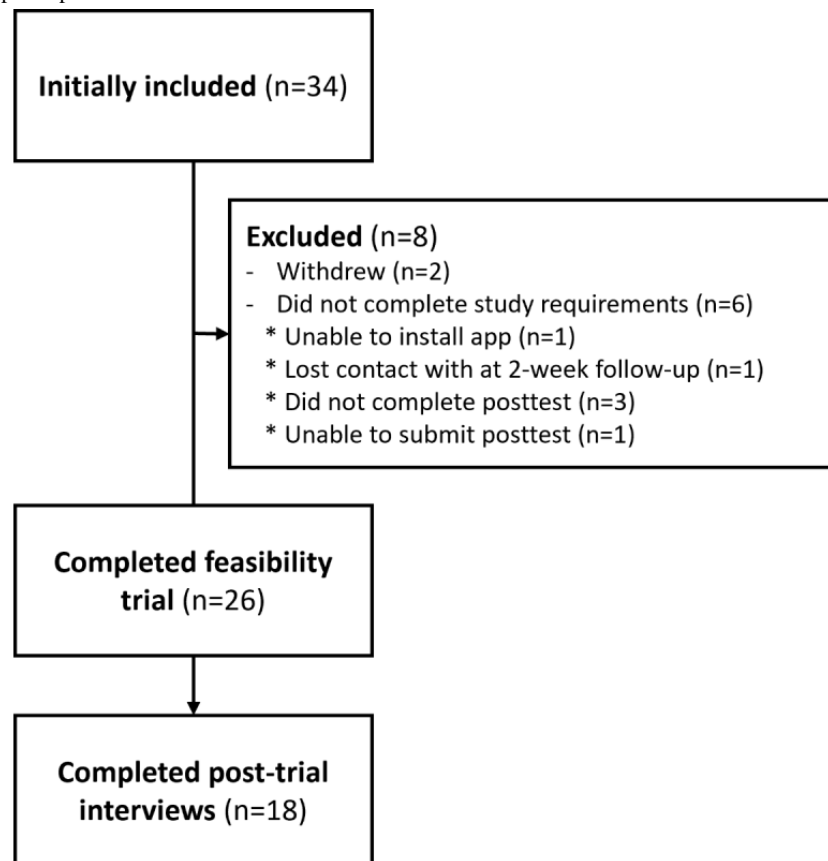 Initially included (n=34)
Excluded (n=8)
- Withdrew (n=2)
- Did not complete study requirements (n=6)
* Unable to install app (n=1)
* Lost contact with at 2-week follow-up (n=1)
* Did not complete posttest (n=3)
* Unable to submit posttest (n=1)
Completed feasibility
trial (n=26)
Completed post-trial
interviews (n=18)